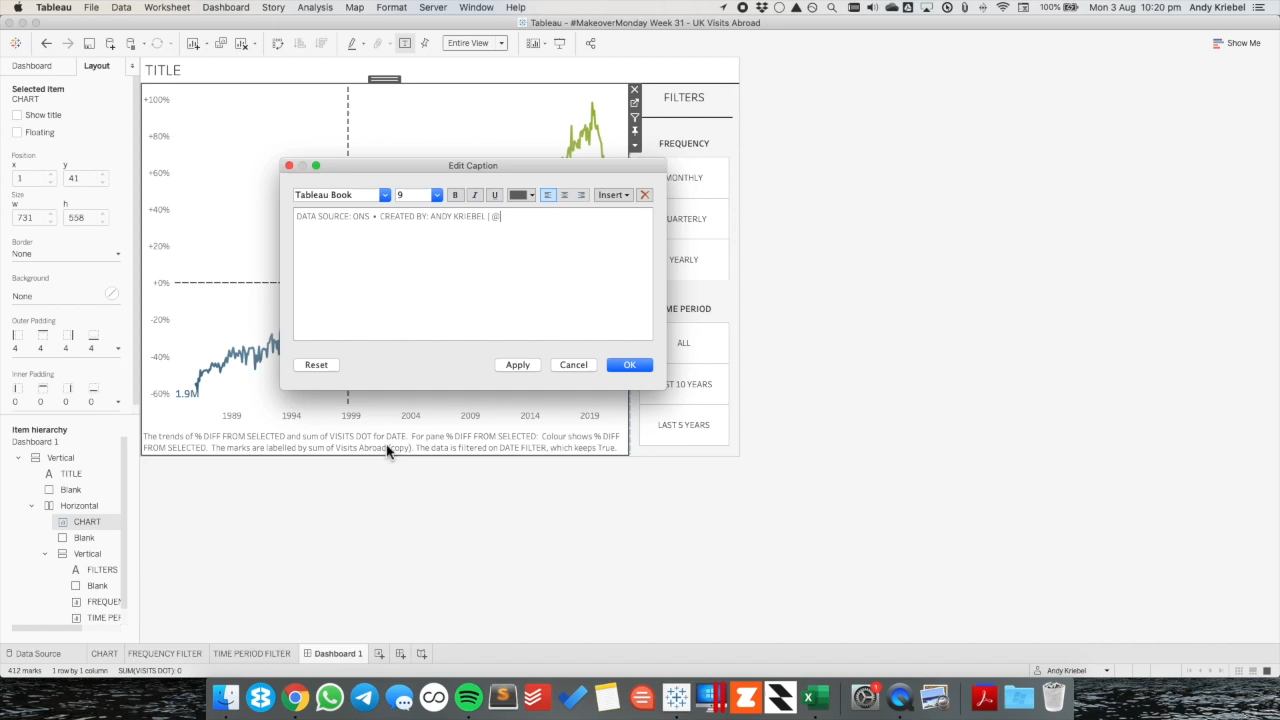 Tableau File Data Worksheet Dashboard Story Analysis Map Format Server Window Help 100% Mon 3 Aug 10:20 pm Andy Kriebel
Tableau - #MakeoverMonday Week 31 - UK Visits Abroad
Entire View Show Me
Dashboard Layout
TITLE
Selected item
CHART
Show title
Floating
Position
x y
1 41
Size
w h
731 558
Border
None
Background
None
Outer Padding
4 4 4 4
Inner Padding
0 0 0 0
Item hierarchy
Dashboard 1
Vertical
A TITLE
Blank
Horizontal
CHART
Blank
Vertical
A FILTERS
Blank
FREQUEN
TIME PER
+100%
+80%
+60%
+40%
+20%
+0%
-20%
-40%
-60%
1.9M
1989 1994 1999 2004 2009 2014 2019
The trends of % DIFF FROM SELECTED and sum of VISITS DOT for DATE. For pane % DIFF FROM SELECTED: Colour shows % DIFF
FROM SELECTED. The marks are labelled by sum of Visits Abroad (copy). The data is filtered on DATE FILTER, which keeps True.
Edit Caption
Tableau Book 9 B I U Insert
DATA SOURCE: ONS • CREATED BY: ANDY KRIEBEL | @
Reset Apply Cancel OK
FILTERS
FREQUENCY
MONTHLY
UARTERLY
YEARLY
ME PERIOD
ALL
ST 10 YEARS
LAST 5 YEARS
Data Source CHART FREQUENCY FILTER TIME PERIOD FILTER Dashboard 1
412 marks 1 row by 1 column SUM(VISITS DOT): 0 Andy Kriebel